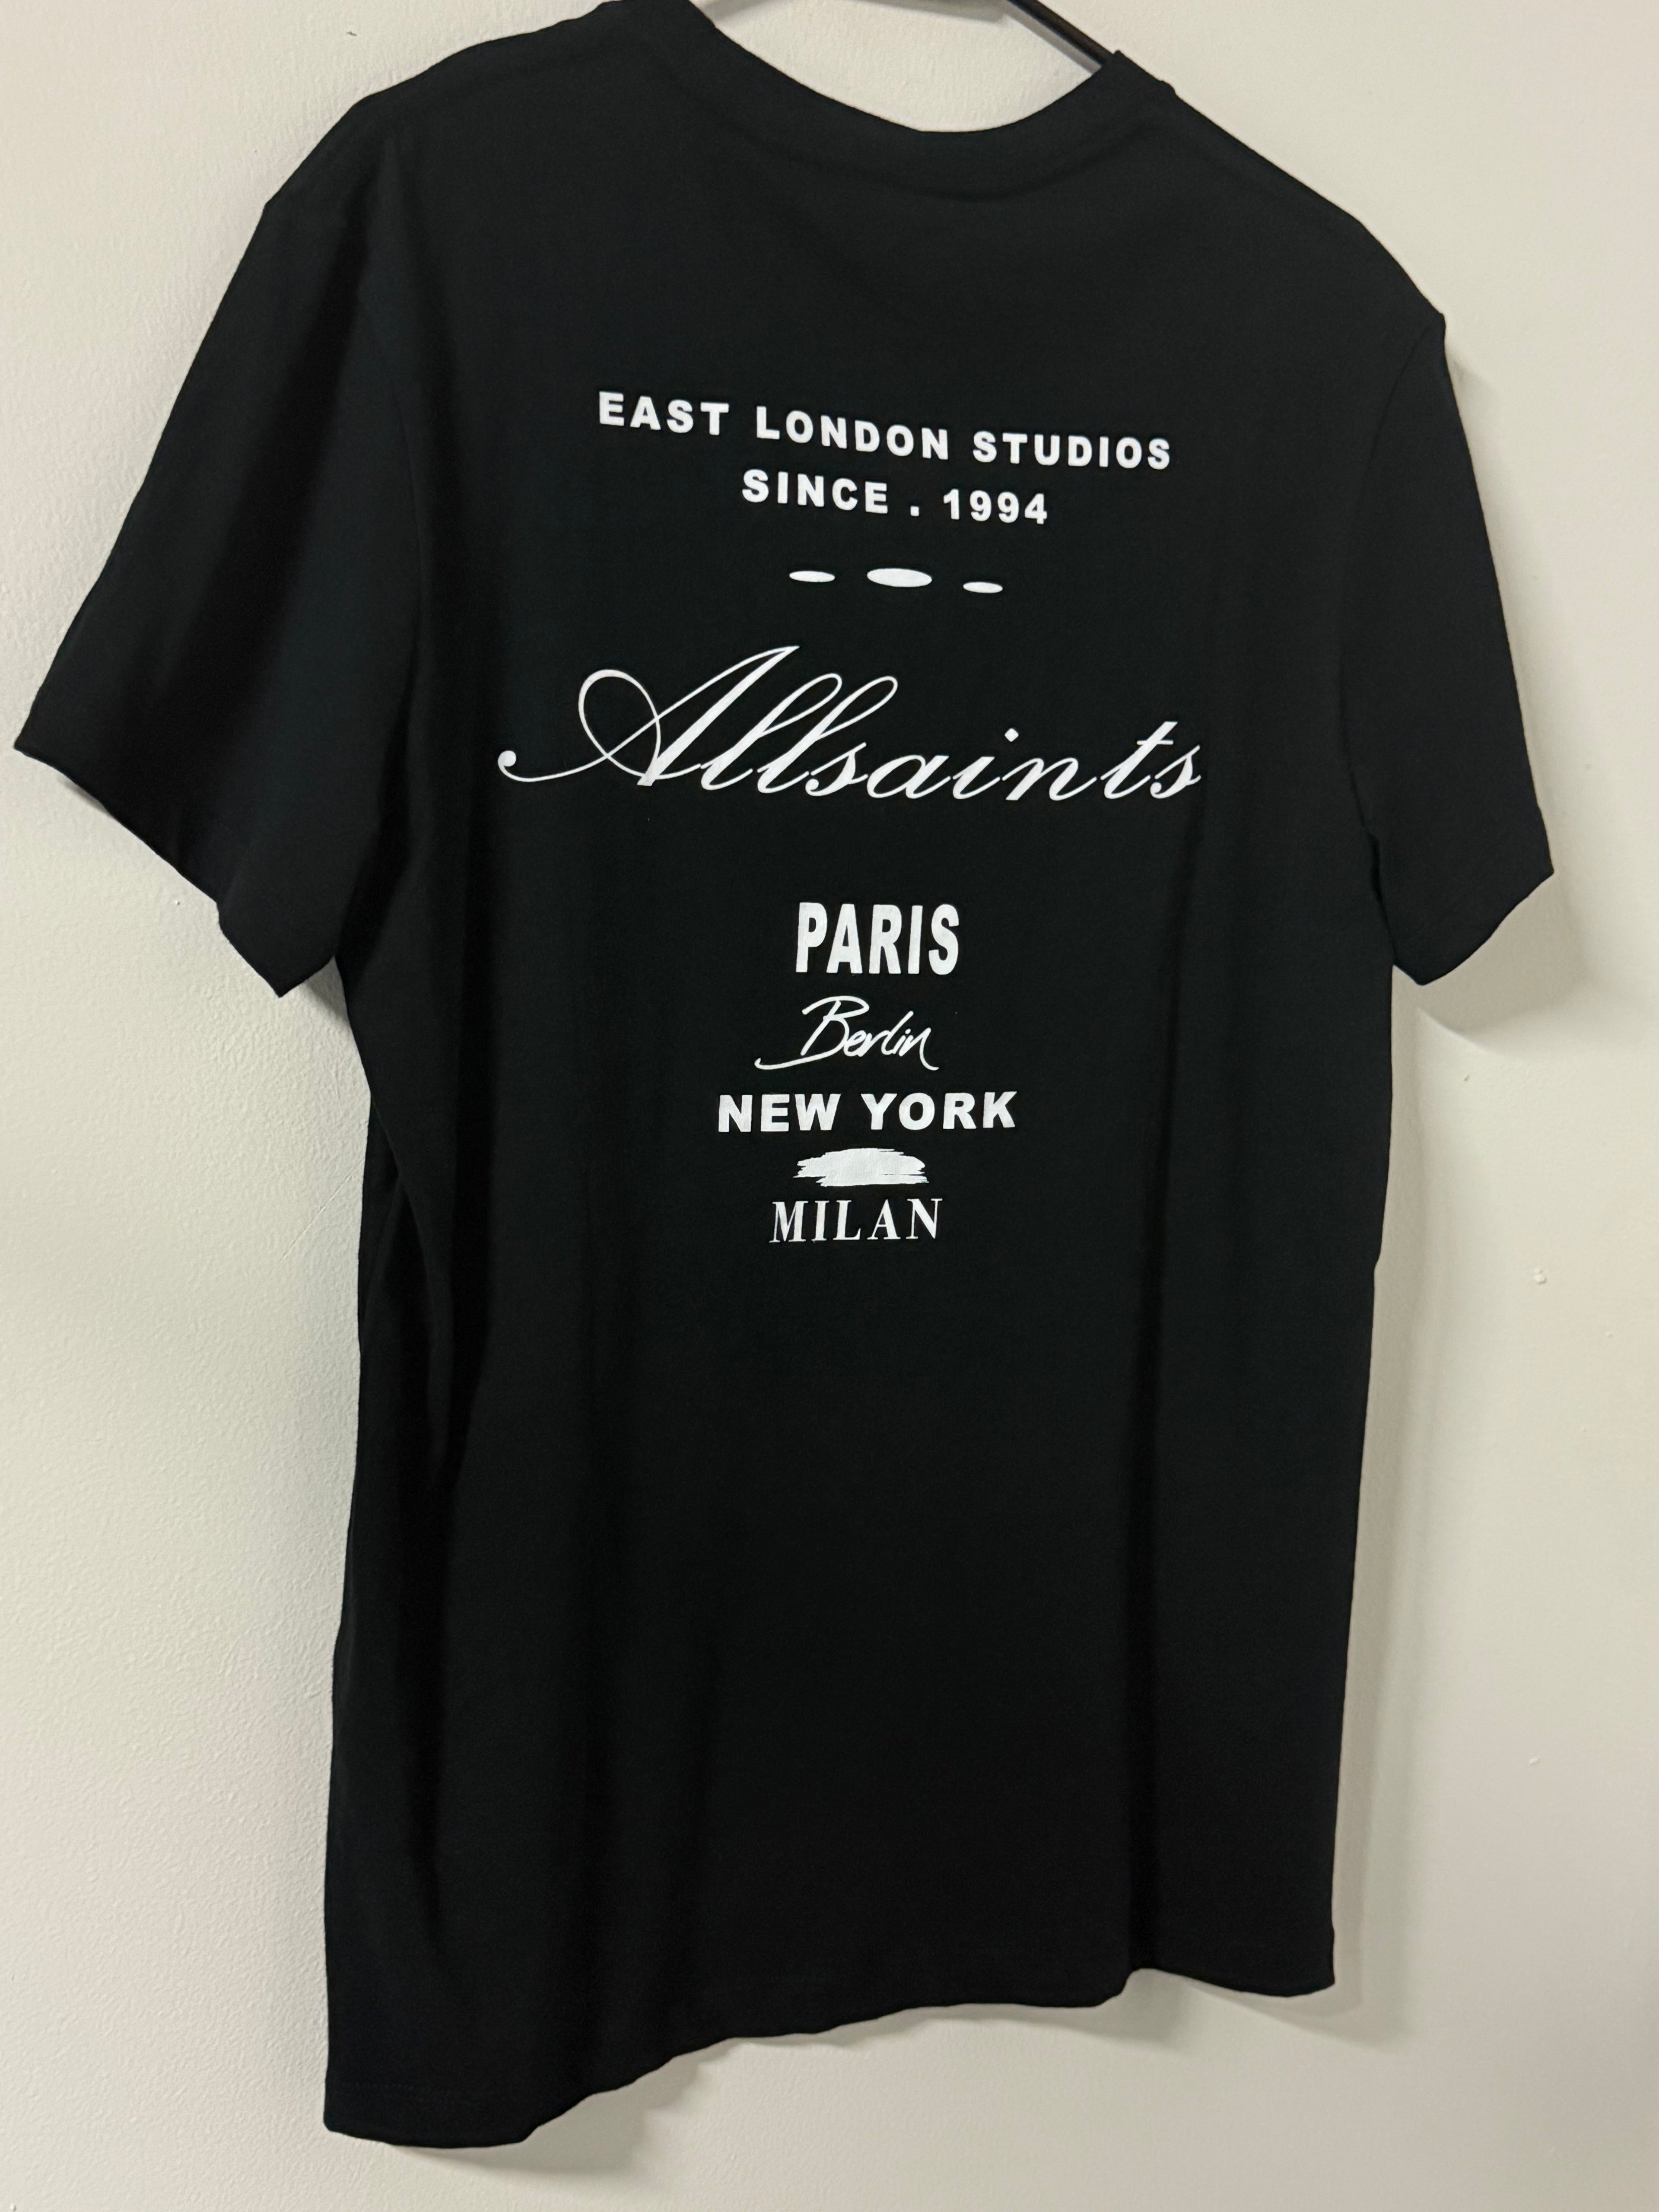 EAST LONDON STUDIOS
SINCE . 1994
Allsaints
PARIS
Berlin
NEW YORK
MILAN